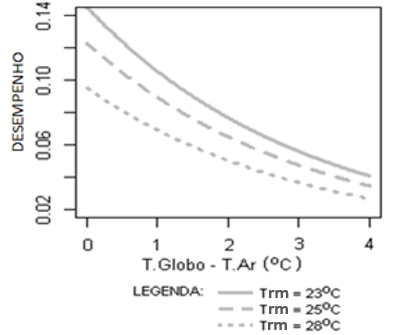 0.14
0.10
0.06
0.02
DESEMPENHO
0 1 2 3 4
T.Globo - T.Ar (ºC)
LEGENDA: Trm = 23ºC
Trm = 25ºC
Trm = 28ºC